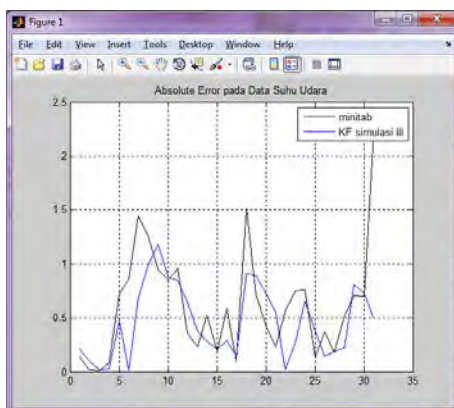 Figure 1
File Edit View Insert Tools Desktop Window Help
Absolute Error pada Data Suhu Udara
minitab
KF simulasi iii
2.5
2
1.5
1
0.5
0
0 5 10 15 20 25 30 35